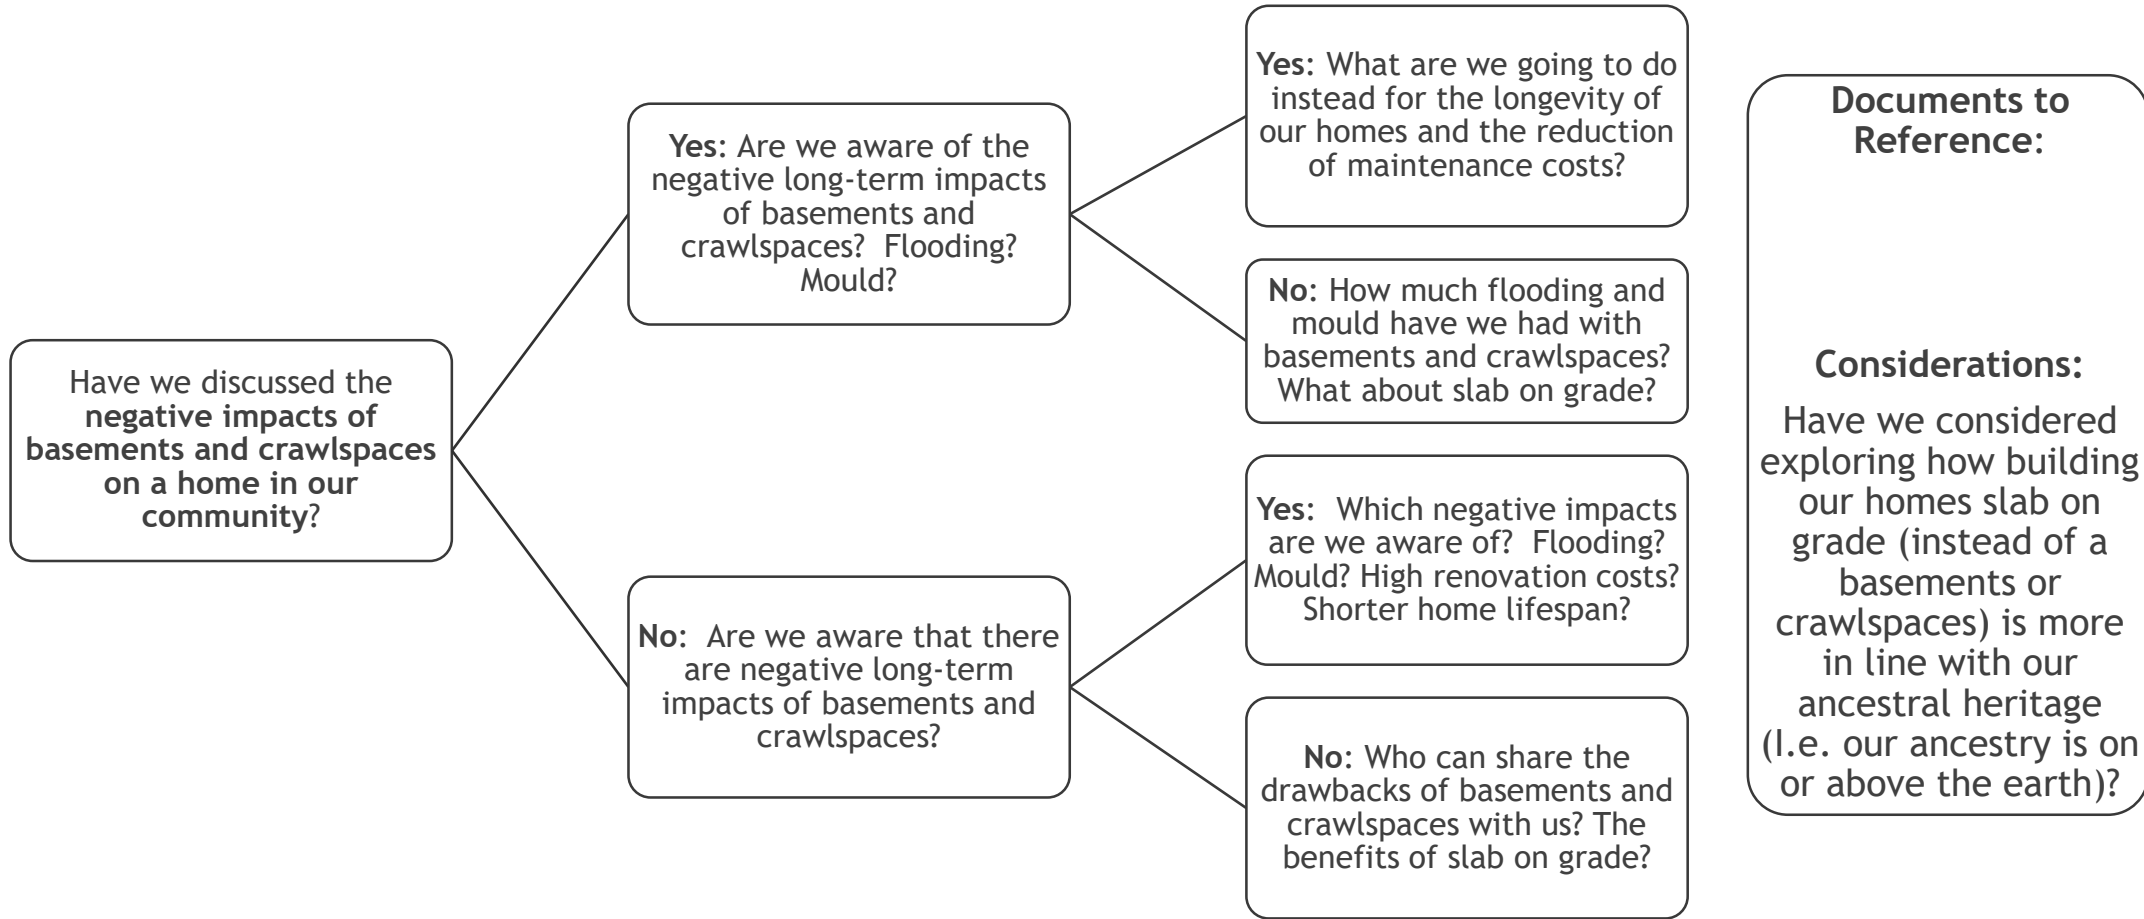 Have we discussed the
negative impacts of
basements and crawlspaces
on a home in our
community?
Yes: Are we aware of the
negative long-term impacts
of basements and
crawlspaces?  Flooding?
Mould?
No:  Are we aware that there
are negative long-term
impacts of basements and
crawlspaces?
Yes: What are we going to do
instead for the longevity of
our homes and the reduction
of maintenance costs?
No: How much flooding and
mould have we had with
basements and crawlspaces?
What about slab on grade?
Yes:  Which negative impacts
are we aware of?  Flooding?
Mould? High renovation costs?
Shorter home lifespan?
No: Who can share the
drawbacks of basements and
crawlspaces with us? The
benefits of slab on grade?
Documents to
Reference:
Considerations:
Have we considered
exploring how building
our homes slab on
grade (instead of a
basements or
crawlspaces) is more
in line with our
ancestral heritage
(I.e. our ancestry is on
or above the earth)?